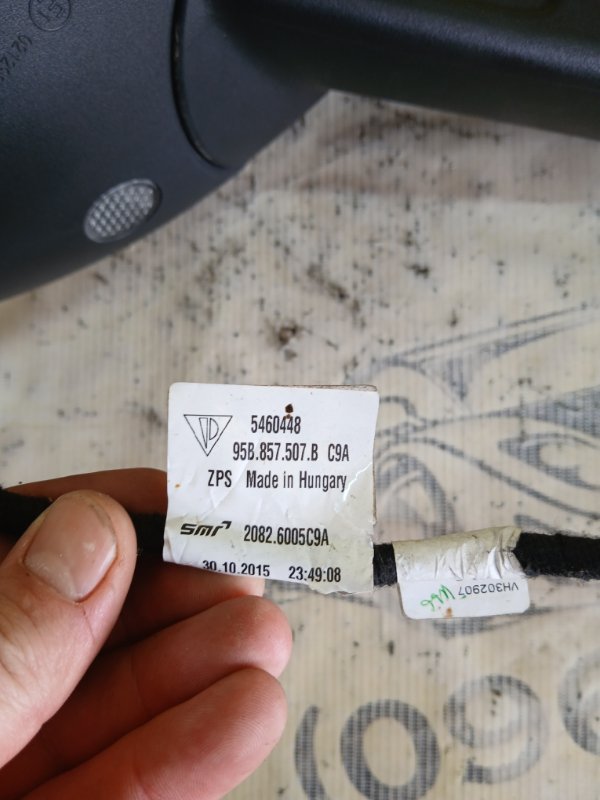 5460448
95B.857.507.B C9A
ZPS Made in Hungary
SMR 2082.6005C9A
30.10.2015 23:49:08
VH302907